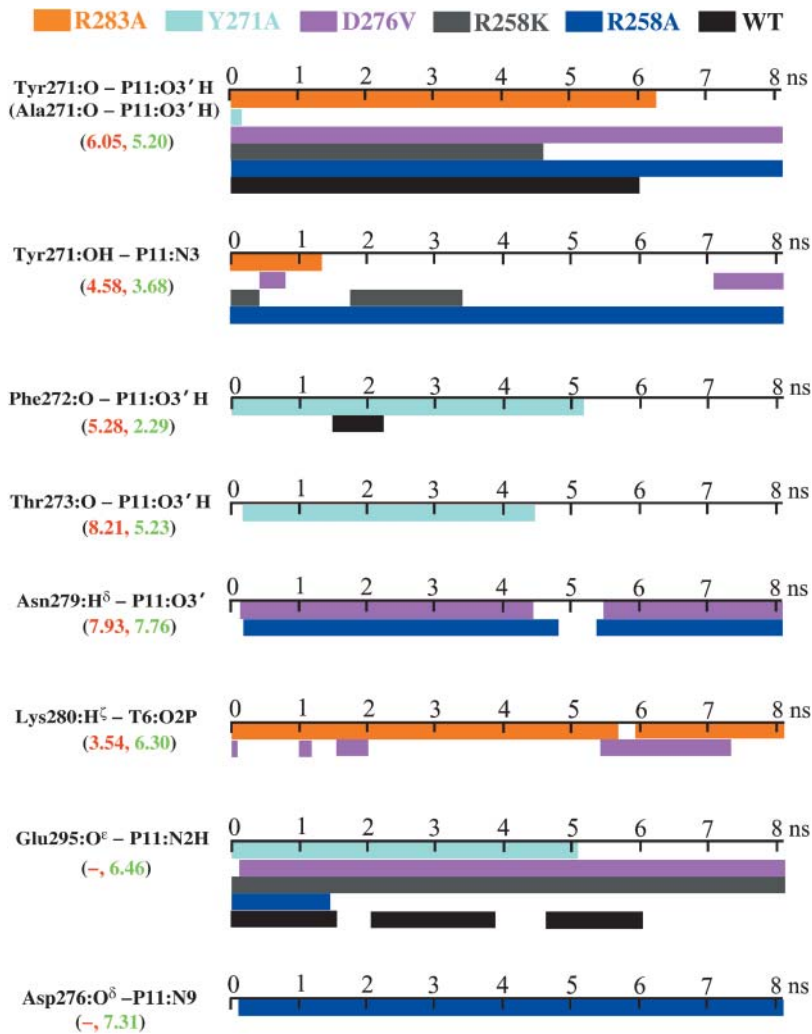 R283A Y271A D276V R258K R258A WT
Tyr271:O – P11:O3′ H
(Ala271:O – P11:O3′ H)
(6.05, 5.20)
0 1 2 3 4 5 6 7 8 ns
Tyr271:OH – P11:N3
(4.58, 3.68)
0 1 2 3 4 5 6 7 8 ns
Phe272:O – P11:O3′ H
(5.28, 2.29)
0 1 2 3 4 5 6 7 8 ns
Thr273:O – P11:O3′ H
(8.21, 5.23)
0 1 2 3 4 5 6 7 8 ns
Asn279:Hδ – P11:O3′
(7.93, 7.76)
0 1 2 3 4 5 6 7 8 ns
Lys280:Hζ – T6:O2P
(3.54, 6.30)
0 1 2 3 4 5 6 7 8 ns
Glu295:Oε – P11:N2H
(–, 6.46)
0 1 2 3 4 5 6 7 8 ns
Asp276:Oδ –P11:N9
(–, 7.31)
0 1 2 3 4 5 6 7 8 ns